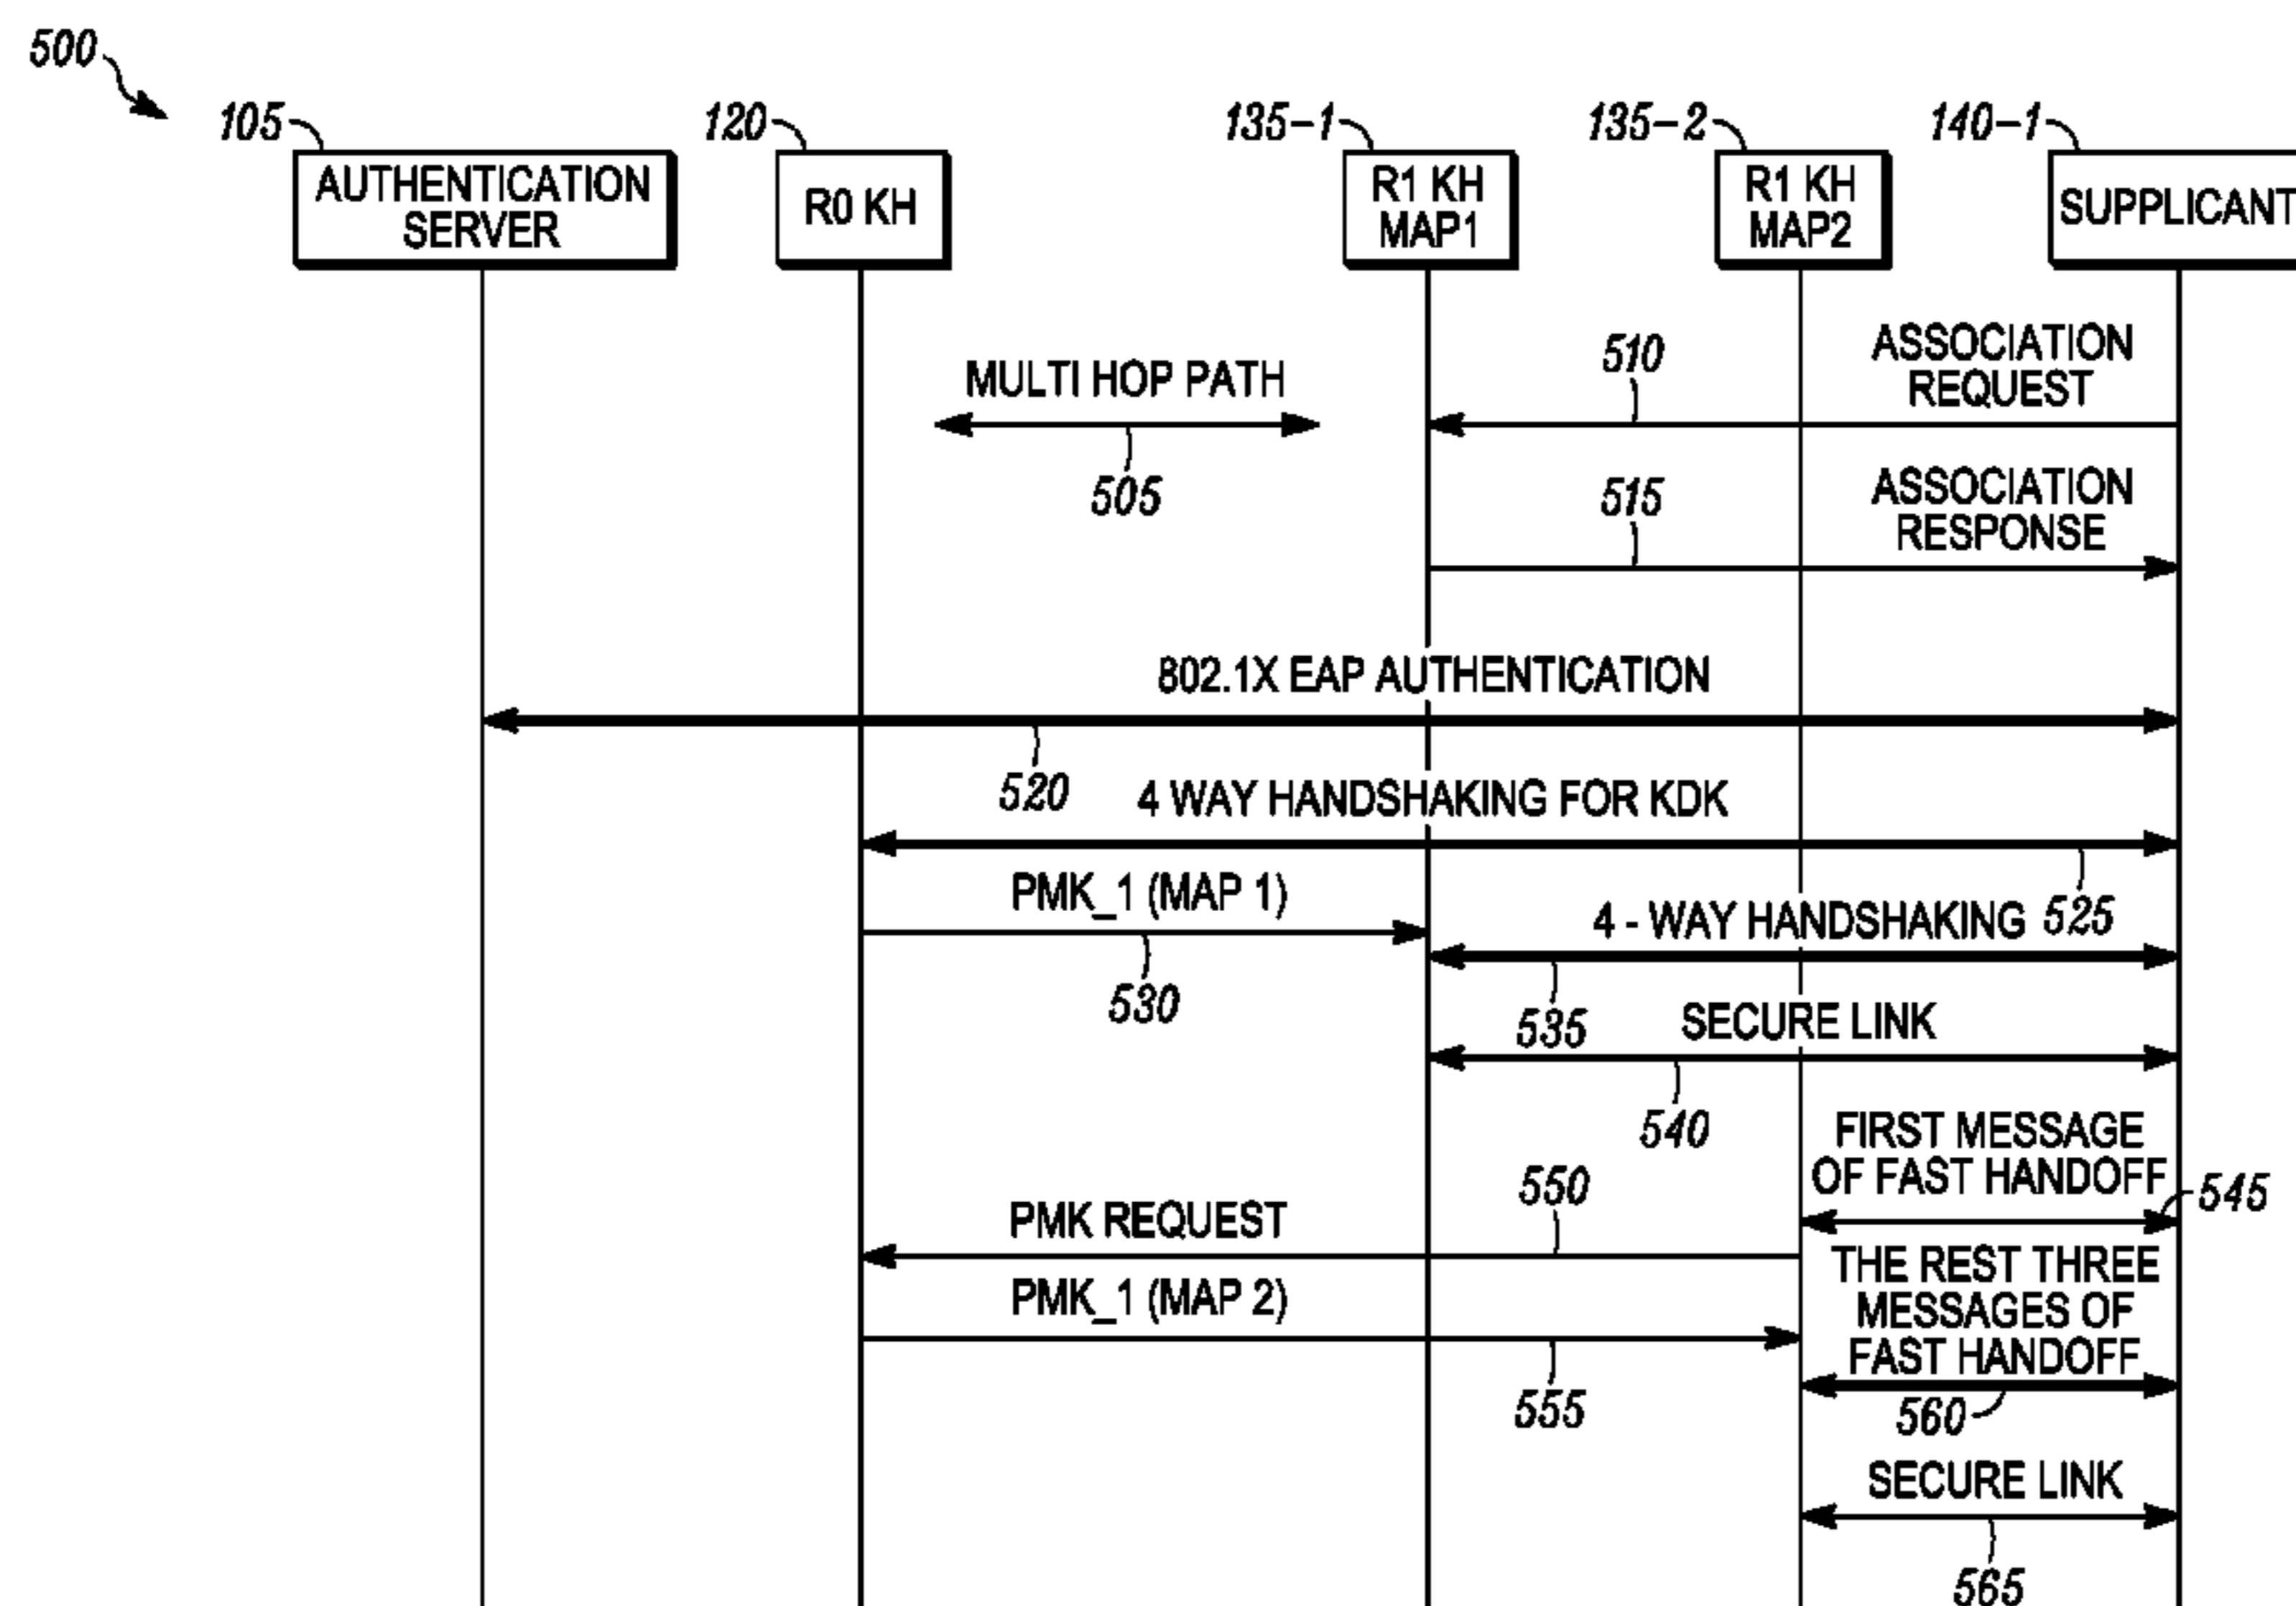 500
105
120
135-1
135-2
140-1
AUTHENTICATION
SERVER
R0 KH
R1 KH
MAP1
R1 KH
MAP2
SUPPLICANT
MULTI HOP PATH
505
510
ASSOCIATION
REQUEST
515
ASSOCIATION
RESPONSE
802.1X EAP AUTHENTICATION
520
4 WAY HANDSHAKING FOR KDK
525
PMK_1 (MAP 1)
530
4 - WAY HANDSHAKING
535
SECURE LINK
540
FIRST MESSAGE
OF FAST HANDOFF
545
PMK REQUEST
550
PMK_1 (MAP 2)
555
THE REST THREE
MESSAGES OF
FAST HANDOFF
560
SECURE LINK
565